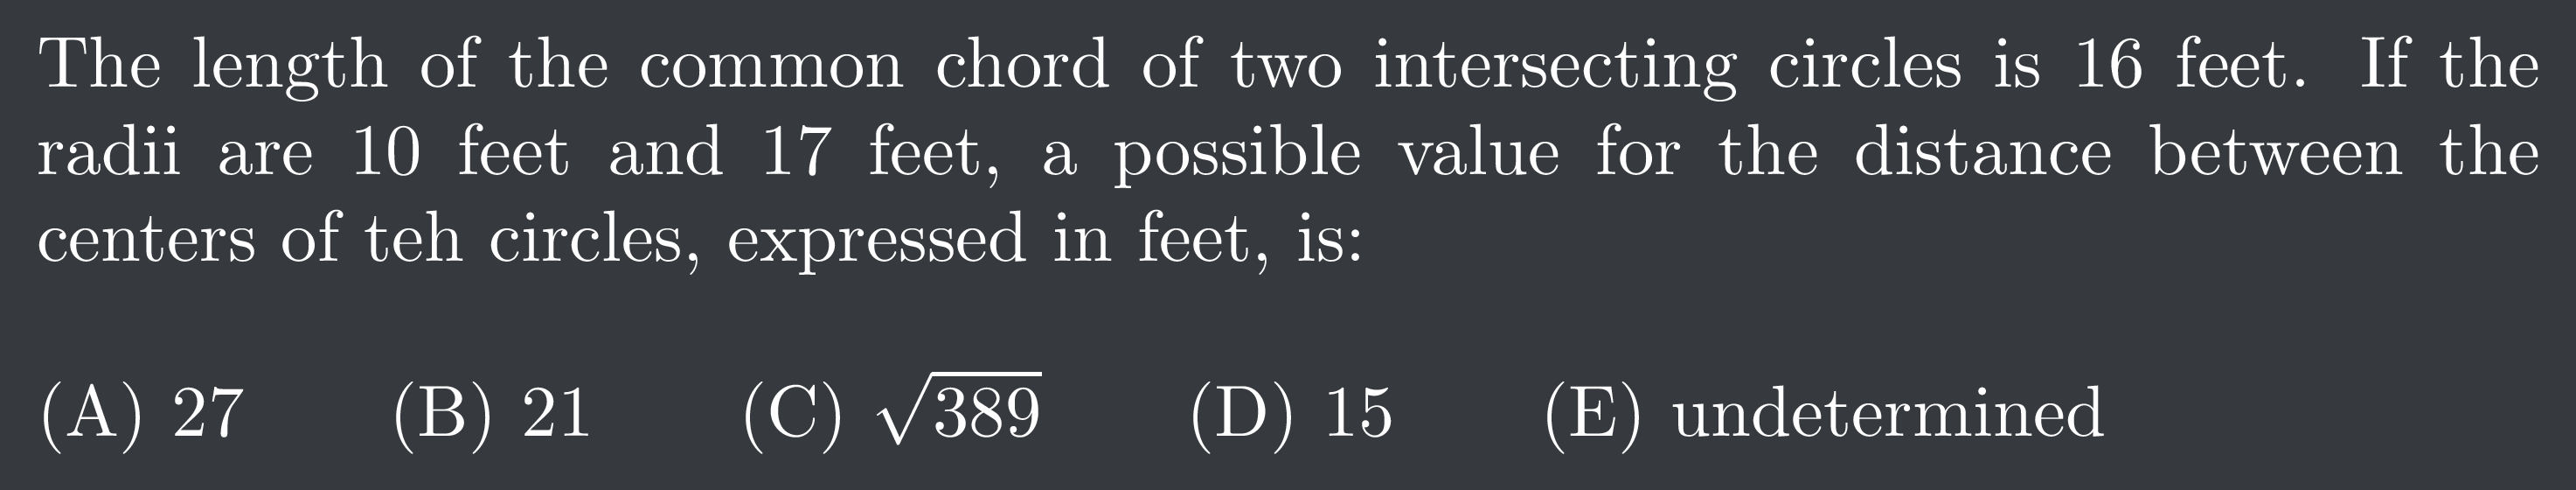 The length of the common chord of two intersecting circles is 16 feet. If the
radii are 10 feet and 17 feet, a possible value for the distance between the
centers of teh circles, expressed in feet, is:
(A) 27 (B) 21 (C) √389 (D) 15 (E) undetermined